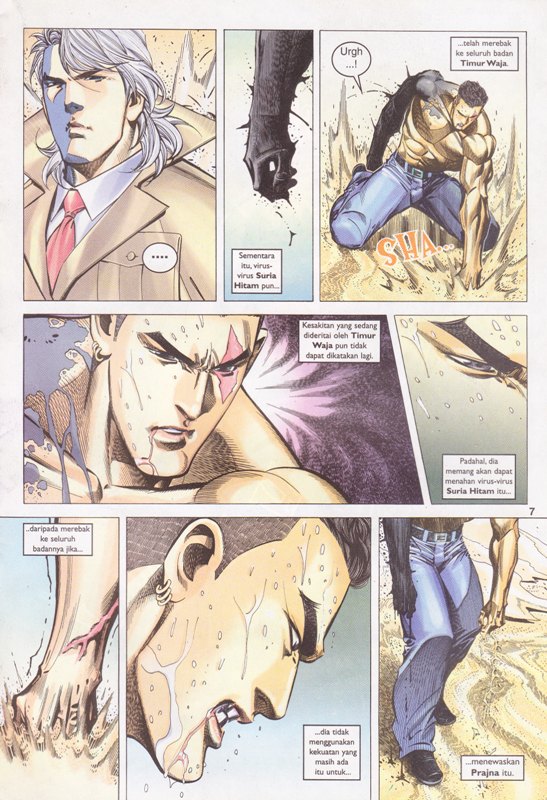 ....
Sementara
itu, virus-
virus Suria
Hitam pun...
Urgh
...!
...telah merebak
ke seluruh badan
Timur Waja.
SHA...
Kesakitan yang sedang
dideritai oleh Timur
Waja pun tidak
dapat dikatakan lagi.
Padahal, dia
memang akan dapat
menahan virus-virus
Suria Hitam itu...
7
..daripada merebak
ke seluruh
badannya jika...
...dia tidak
menggunakan
kekuatan yang
masih ada
itu untuk...
...menewaskan
Prajna itu.